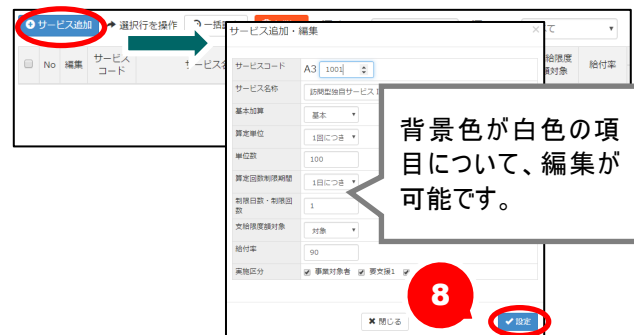 サービス追加
選択行を操作
一括
サービス追加・編集
×
て
No
編集
サービス
コード
サービス名
給付率
サービスコード
A3
1001
サービス名称
訪問型独自サービス
基本加算
基本
算定単位
1回につき
単位数
100
算定回数制限期間
1日につき
制限日数・制限回
数
1
支給限度額対象
対象
給付率
90
実施区分
事業対象者
要支援1
閉じる
設定
背景色が白色の項
目について、編集が
可能です。
8